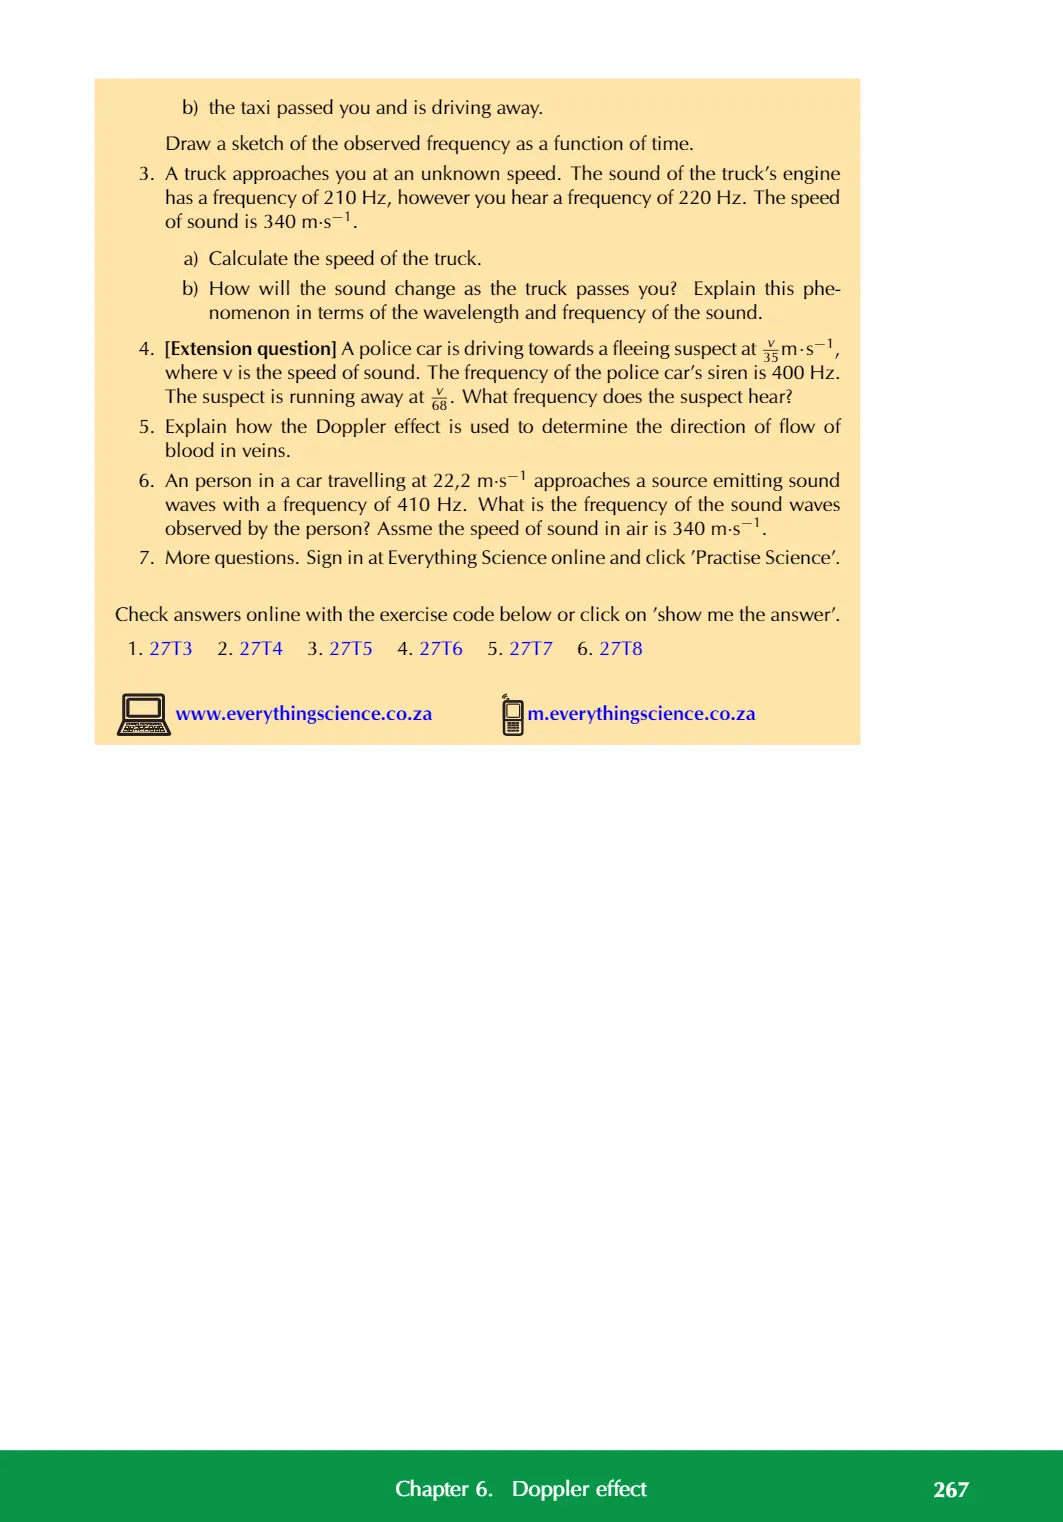 b) the taxi passed you and is driving away.
Draw a sketch of the observed frequency as a function of time.
3. A truck approaches you at an unknown speed. The sound of the truck's engine
has a frequency of 210 Hz, however you hear a frequency of 220 Hz. The speed
of sound is 340 m·s⁻¹.
a) Calculate the speed of the truck.
b) How will the sound change as the truck passes you? Explain this phe-
nomenon in terms of the wavelength and frequency of the sound.
4. [Extension question] A police car is driving towards a fleeing suspect at v/35 m·s⁻¹,
where v is the speed of sound. The frequency of the police car's siren is 400 Hz.
The suspect is running away at v/68. What frequency does the suspect hear?
5. Explain how the Doppler effect is used to determine the direction of flow of
blood in veins.
6. An person in a car travelling at 22,2 m·s⁻¹ approaches a source emitting sound
waves with a frequency of 410 Hz. What is the frequency of the sound waves
observed by the person? Assme the speed of sound in air is 340 m·s⁻¹.
7. More questions. Sign in at Everything Science online and click 'Practise Science'.
Check answers online with the exercise code below or click on 'show me the answer'.
1. 27T3 2. 27T4 3. 27T5 4. 27T6 5. 27T7 6. 27T8
www.everythingscience.co.za m.everythingscience.co.za
Chapter 6. Doppler effect 267